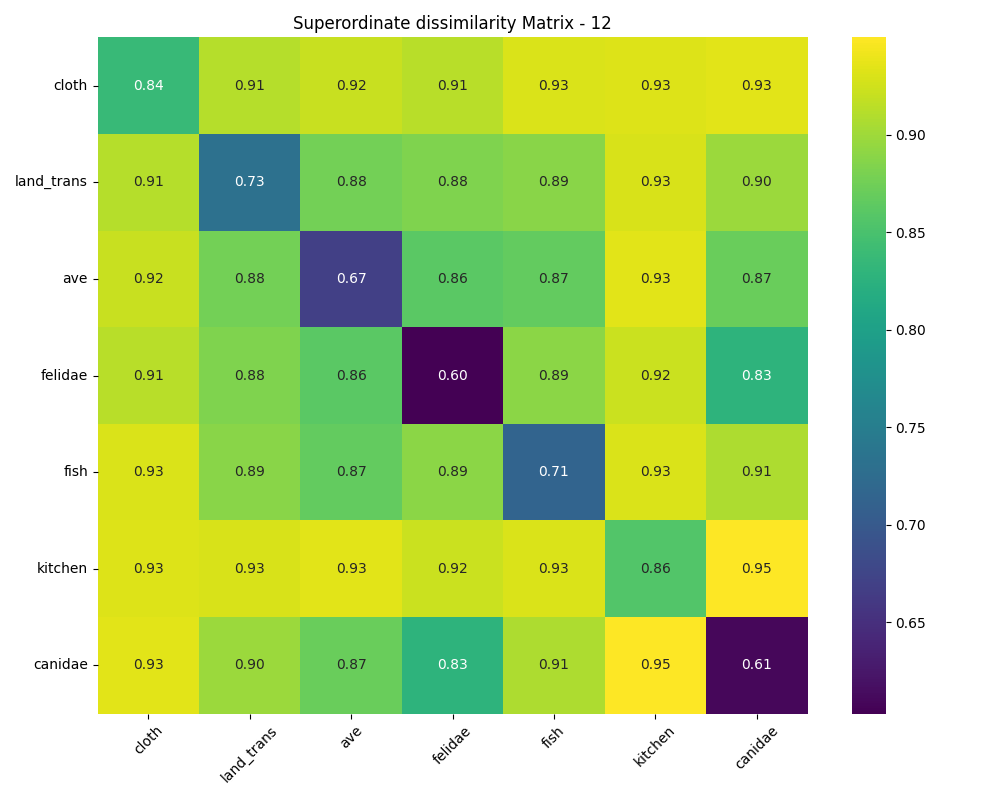 Superordinate dissimilarity Matrix - 12
cloth 0.84 0.91 0.92 0.91 0.93 0.93 0.93
land_trans 0.91 0.73 0.88 0.88 0.89 0.93 0.90
ave 0.92 0.88 0.67 0.86 0.87 0.93 0.87
felidae 0.91 0.88 0.86 0.60 0.89 0.92 0.83
fish 0.93 0.89 0.87 0.89 0.71 0.93 0.91
kitchen 0.93 0.93 0.93 0.92 0.93 0.86 0.95
canidae 0.93 0.90 0.87 0.83 0.91 0.95 0.61
cloth land_trans ave felidae fish kitchen canidae
0.90
0.85
0.80
0.75
0.70
0.65